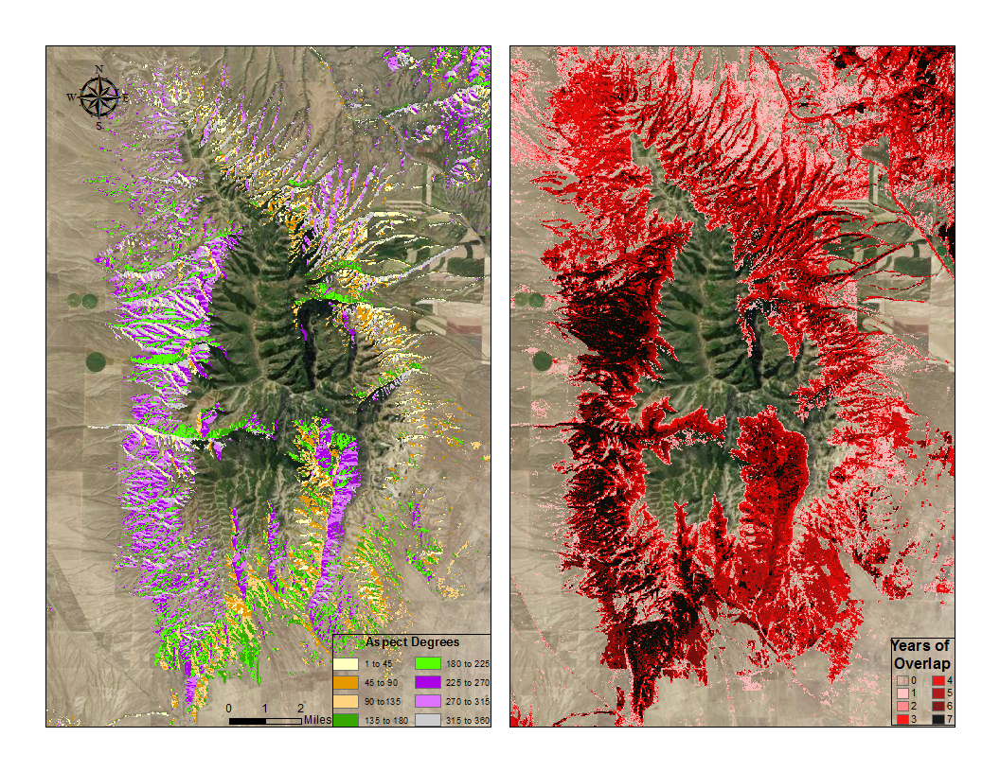 N
W E
S
Aspect Degrees
1 to 45 180 to 225
45 to 90 225 to 270
90 to135 270 to 315
135 to 180 315 to 360
0 1 2
Miles
Years of
Overlap
0 4
1 5
2 6
3 7